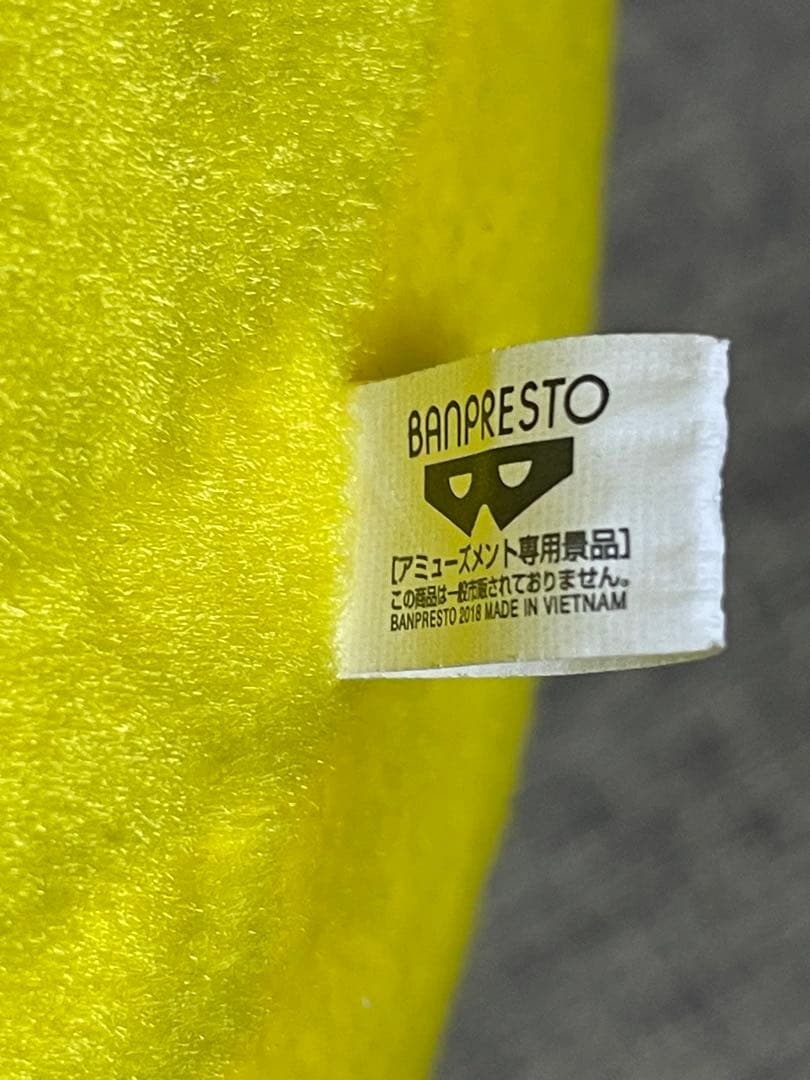 BANPRESTO
[アミューズメント専用景品]
この商品は一般市販されておりません。
BANPRESTO 2018 MADE IN VIETNAM